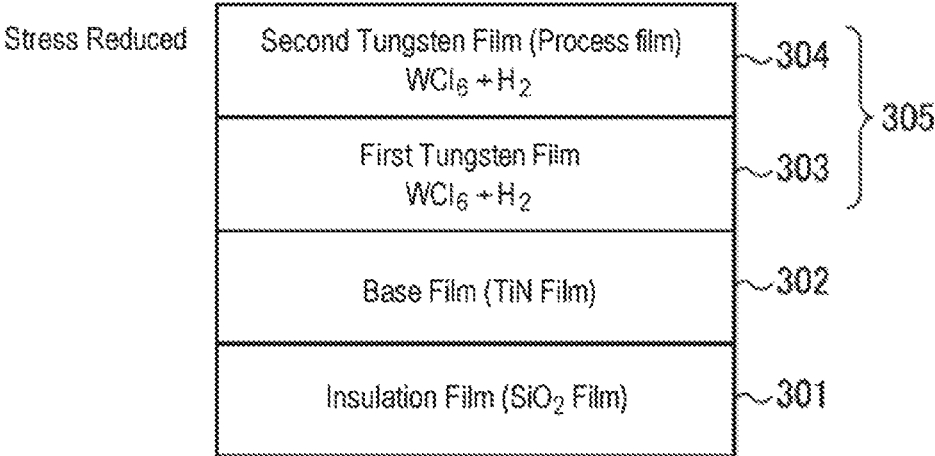 Stress Reduced
Second Tungsten Film (Process film)
WCl₆ + H₂
304
305
First Tungsten Film
WCl₆ + H₂
303
Base Film (TiN Film)
302
Insulation Film (SiO₂ Film)
301